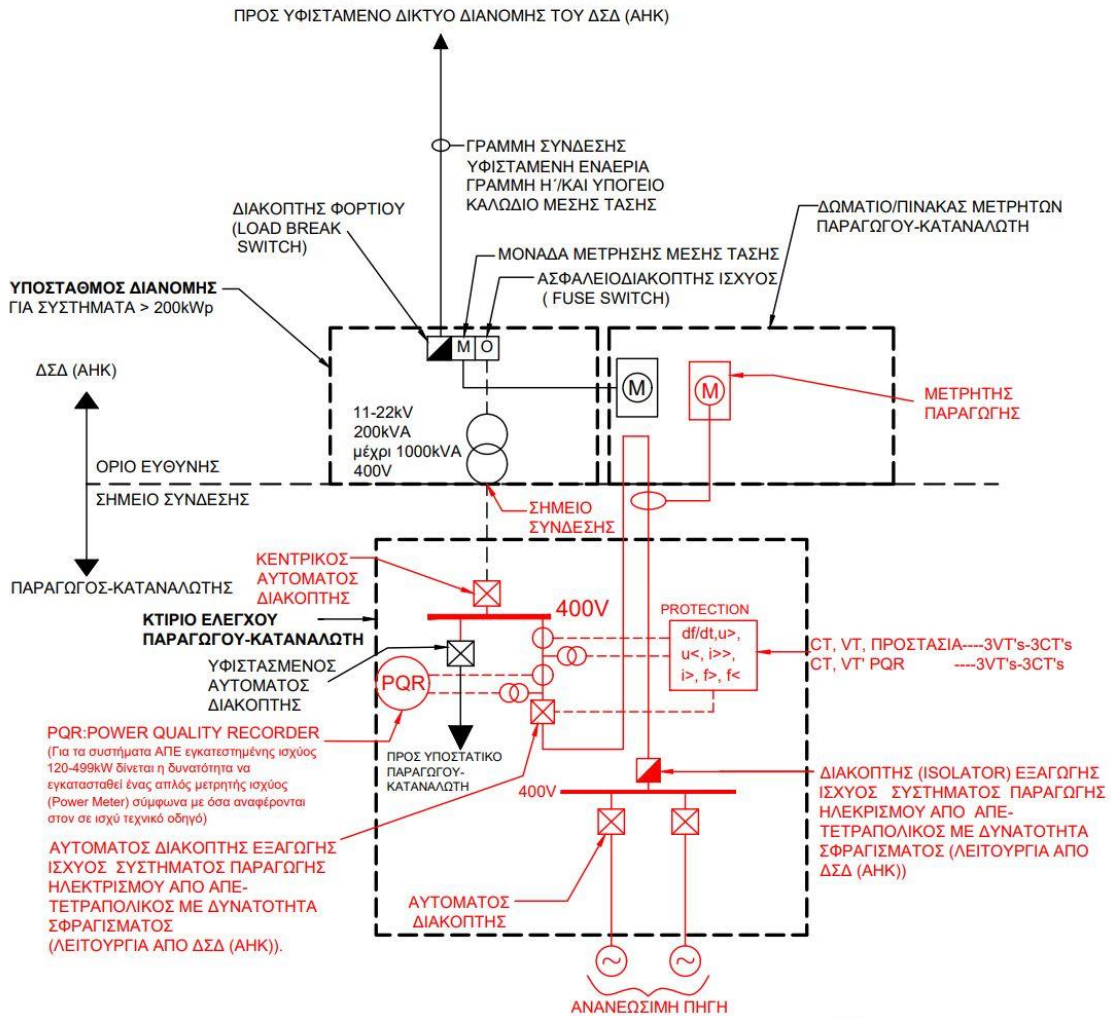 ΠΡΟΣ ΥΦΙΣΤΑΜΕΝΟ ΔΙΚΤΥΟ ΔΙΑΝΟΜΗΣ ΤΟΥ ΔΣΔ (ΑΗΚ)
ΓΡΑΜΜΗ ΣΥΝΔΕΣΗΣ
ΥΦΙΣΤΑΜΕΝΗ ΕΝΑΕΡΙΑ
ΓΡΑΜΜΗ Η΄/ΚΑΙ ΥΠΟΓΕΙΟ
ΚΑΛΩΔΙΟ ΜΕΣΗΣ ΤΑΣΗΣ
ΔΙΑΚΟΠΤΗΣ ΦΟΡΤΙΟΥ
(LOAD BREAK
SWITCH)
ΔΩΜΑΤΙΟ/ΠΙΝΑΚΑΣ ΜΕΤΡΗΤΩΝ
ΠΑΡΑΓΩΓΟΥ-ΚΑΤΑΝΑΛΩΤΗ
ΜΟΝΑΔΑ ΜΕΤΡΗΣΗΣ ΜΕΣΗΣ ΤΑΣΗΣ
ΑΣΦΑΛΕΙΟΔΙΑΚΟΠΤΗΣ ΙΣΧΥΟΣ
( FUSE SWITCH)
ΥΠΟΣΤΑΘΜΟΣ ΔΙΑΝΟΜΗΣ
ΓΙΑ ΣΥΣΤΗΜΑΤΑ > 200kWp
M O
M
M
ΜΕΤΡΗΤΗΣ
ΠΑΡΑΓΩΓΗΣ
ΔΣΔ (ΑΗΚ)
11-22kV
200kVA
μέχρι 1000kVA
400V
ΟΡΙΟ ΕΥΘΥΝΗΣ
ΣΗΜΕΙΟ ΣΥΝΔΕΣΗΣ
ΣΗΜΕΙΟ
ΣΥΝΔΕΣΗΣ
ΠΑΡΑΓΩΓΟΣ-ΚΑΤΑΝΑΛΩΤΗΣ
ΚΕΝΤΡΙΚΟΣ
ΑΥΤΟΜΑΤΟΣ
ΔΙΑΚΟΠΤΗΣ
400V
ΚΤΙΡΙΟ ΕΛΕΓΧΟΥ
ΠΑΡΑΓΩΓΟΥ-ΚΑΤΑΝΑΛΩΤΗ
PROTECTION
df/dt,u>,
u<, i>>,
i>, f>, f<
CT, VT, ΠΡΟΣΤΑΣΙΑ----3VT's-3CT's
CT, VT' PQR ----3VT's-3CT's
ΥΦΙΣΤΑΣΜΕΝΟΣ
ΑΥΤΟΜΑΤΟΣ
ΔΙΑΚΟΠΤΗΣ
PQR
PQR:POWER QUALITY RECORDER
(Για τα συστήματα ΑΠΕ εγκατεστημένης ισχύος
120-499kW δίνεται η δυνατότητα να
εγκατασταθεί ένας απλός μετρητής ισχύος
(Power Meter) σύμφωνα με όσα αναφέρονται
στον σε ισχύ τεχνικό οδηγό)
ΠΡΟΣ ΥΠΟΣΤΑΤΙΚΟ
ΠΑΡΑΓΩΓΟΥ-
ΚΑΤΑΝΑΛΩΤΗ
400V
ΔΙΑΚΟΠΤΗΣ (ISOLATOR) ΕΞΑΓΩΓΗΣ
ΙΣΧΥΟΣ ΣΥΣΤΗΜΑΤΟΣ ΠΑΡΑΓΩΓΗΣ
ΗΛΕΚΡΙΣΜΟΥ ΑΠΟ ΑΠΕ-
ΤΕΤΡΑΠΟΛΙΚΟΣ ΜΕ ΔΥΝΑΤΟΤΗΤΑ
ΣΦΡΑΓΙΣΜΑΤΟΣ (ΛΕΙΤΟΥΡΓΙΑ ΑΠΟ
ΔΣΔ (ΑΗΚ))
ΑΥΤΟΜΑΤΟΣ ΔΙΑΚΟΠΤΗΣ ΕΞΑΓΩΓΗΣ
ΙΣΧΥΟΣ ΣΥΣΤΗΜΑΤΟΣ ΠΑΡΑΓΩΓΗΣ
ΗΛΕΚΤΡΙΣΜΟΥ ΑΠΟ ΑΠΕ-
ΤΕΤΡΑΠΟΛΙΚΟΣ ΜΕ ΔΥΝΑΤΟΤΗΤΑ
ΣΦΡΑΓΙΣΜΑΤΟΣ
(ΛΕΙΤΟΥΡΓΙΑ ΑΠΟ ΔΣΔ (ΑΗΚ)).
ΑΥΤΟΜΑΤΟΣ
ΔΙΑΚΟΠΤΗΣ
ΑΝΑΝΕΩΣΙΜΗ ΠΗΓΗ